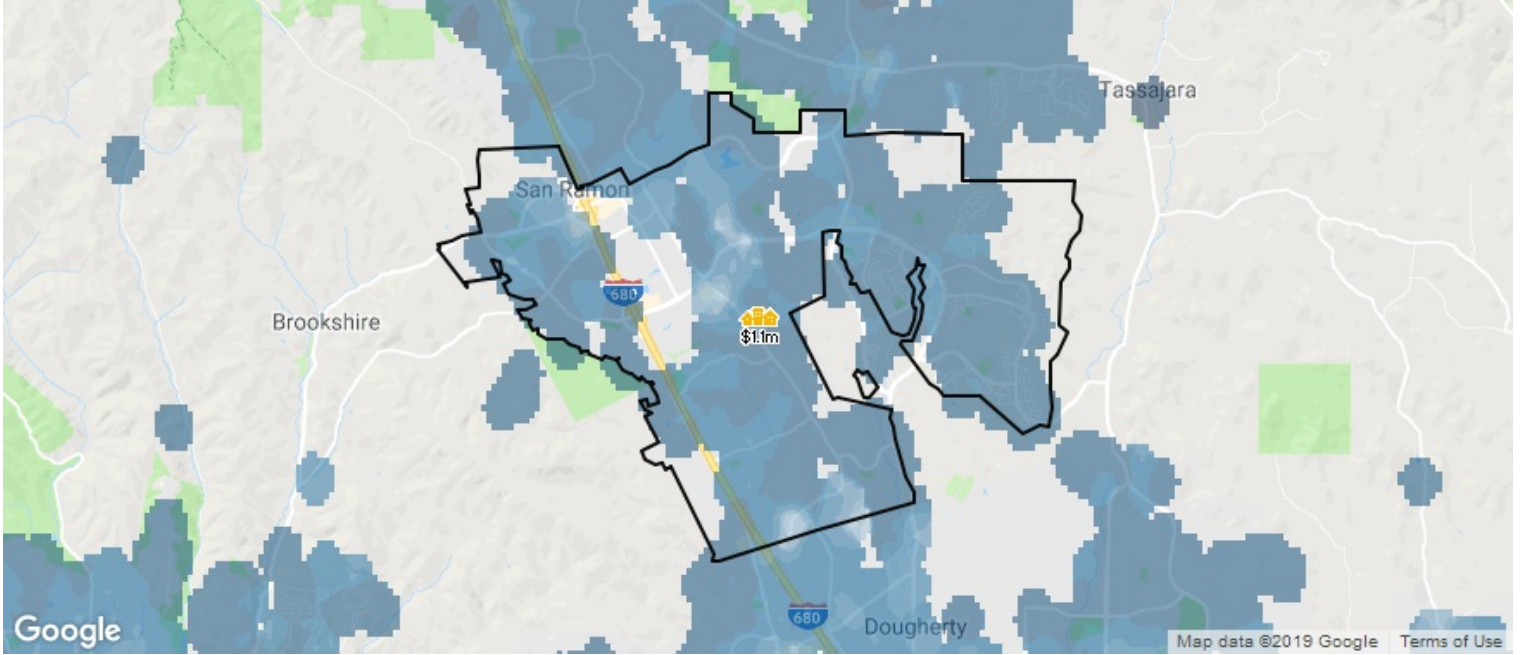 Tassajara
San Ramon
680
Brookshire
$1.1m
680
Dougherty
Google
Map data ©2019 Google
Terms of Use